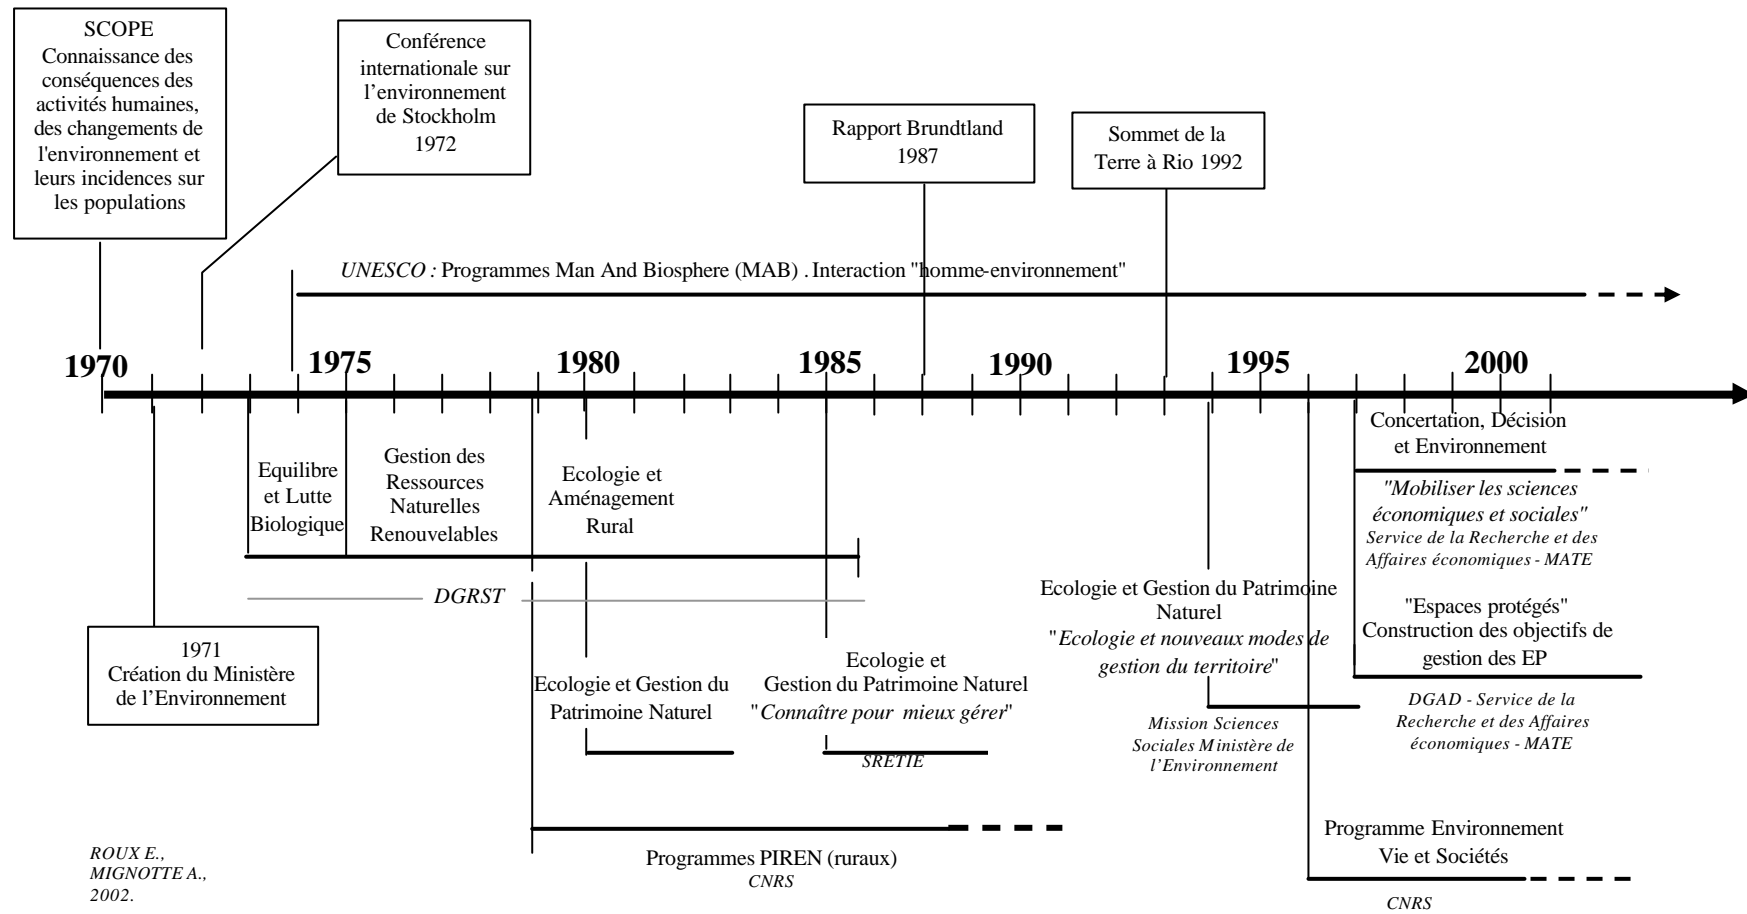 SCOPE
Connaissance des
conséquences des
activités humaines,
des changements de
l'environnement et
leurs incidences sur
les populations
Conférence
internationale sur
l’environnement
de Stockholm
1972
Rapport Brundtland
1987
Sommet de la
Terre à Rio 1992
UNESCO : Programmes Man And Biosphere (MAB) . Interaction "homme-environnement"
1970
1975
1980
1985
1990
1995
2000
Equilibre
et Lutte
Biologique
Gestion des
Ressources
Naturelles
Renouvelables
Ecologie et
Aménagement
Rural
DGRST
1971
Création du Ministère
de l’Environnement
Ecologie et Gestion du
Patrimoine Naturel
Ecologie et
Gestion du Patrimoine Naturel
"Connaître pour mieux gérer"
SRETIE
Ecologie et Gestion du Patrimoine
Naturel
"Ecologie et nouveaux modes de
gestion du territoire"
Mission Sciences
Sociales Ministère de
l’Environnement
Concertation, Décision
et Environnement
"Mobiliser les sciences
économiques et sociales"
Service de la Recherche et des
Affaires économiques - MATE
"Espaces protégés"
Construction des objectifs de
gestion des EP
DGAD - Service de la
Recherche et des Affaires
économiques - MATE
Programmes PIREN (ruraux)
CNRS
Programme Environnement
Vie et Sociétés
CNRS
ROUX E.,
MIGNOTTE A.,
2002.